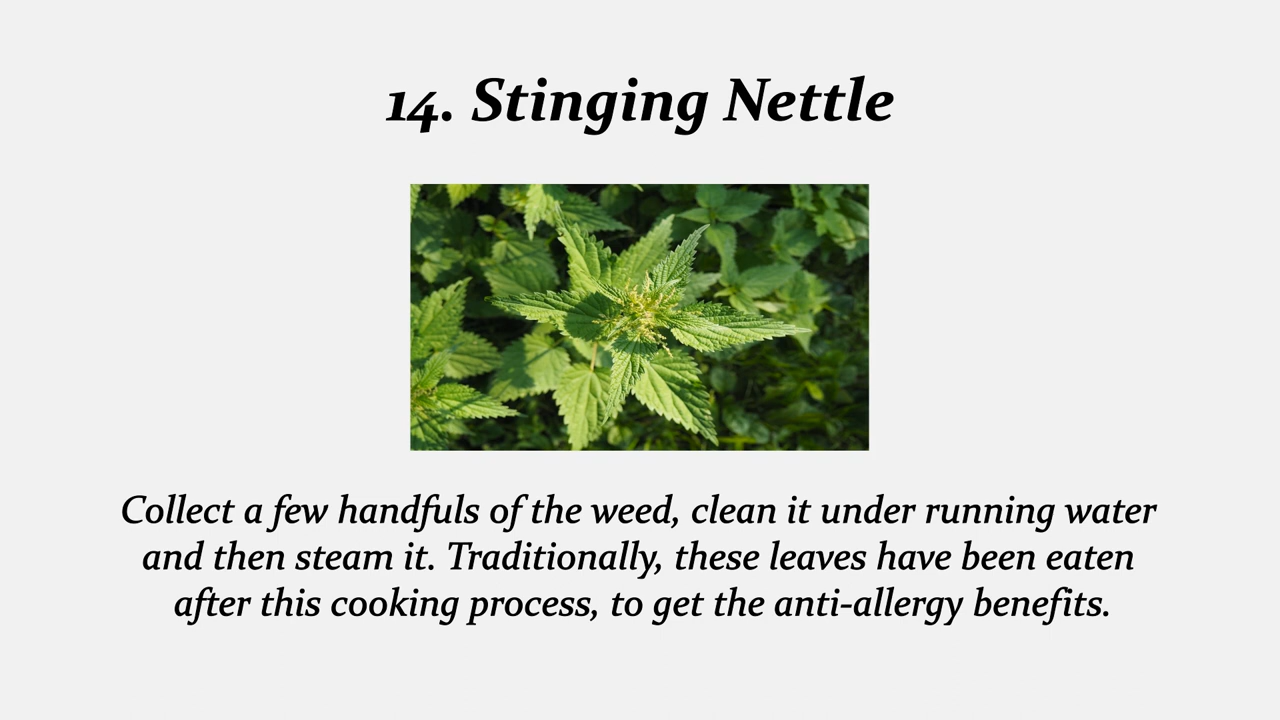 14. Stinging Nettle
Collect a few handfuls of the weed, clean it under running water
and then steam it. Traditionally, these leaves have been eaten
after this cooking process, to get the anti-allergy benefits.